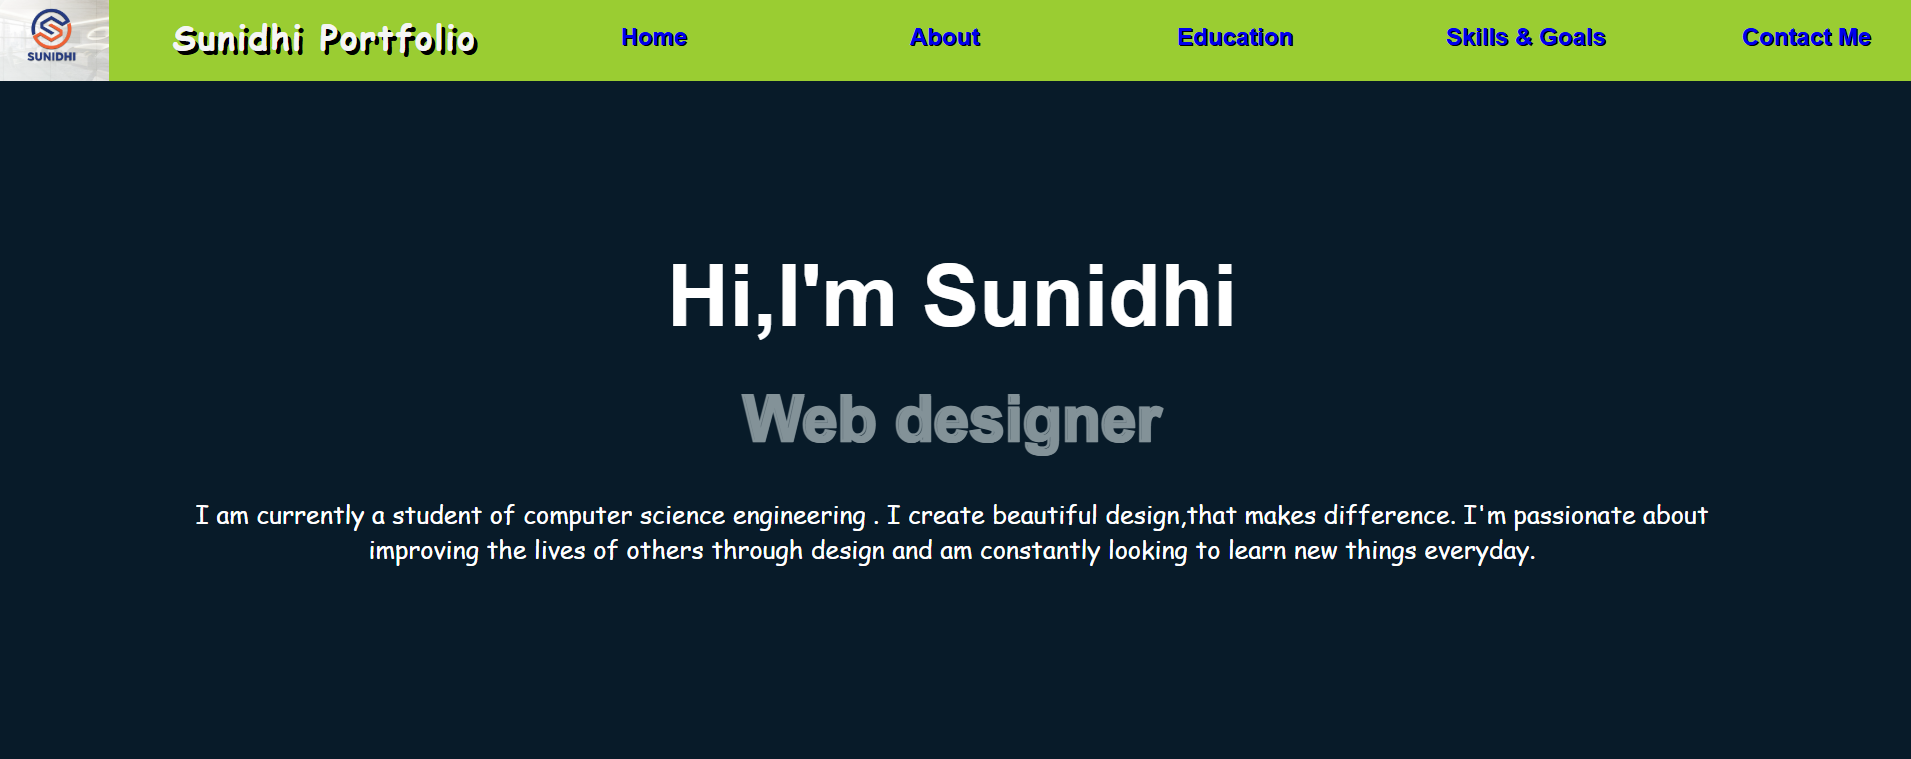 SUNIDHI
Sunidhi Portfolio
Home
About
Education
Skills & Goals
Contact Me
Hi,I'm Sunidhi
Web designer
I am currently a student of computer science engineering . I create beautiful design,that makes difference. I'm passionate about
improving the lives of others through design and am constantly looking to learn new things everyday.